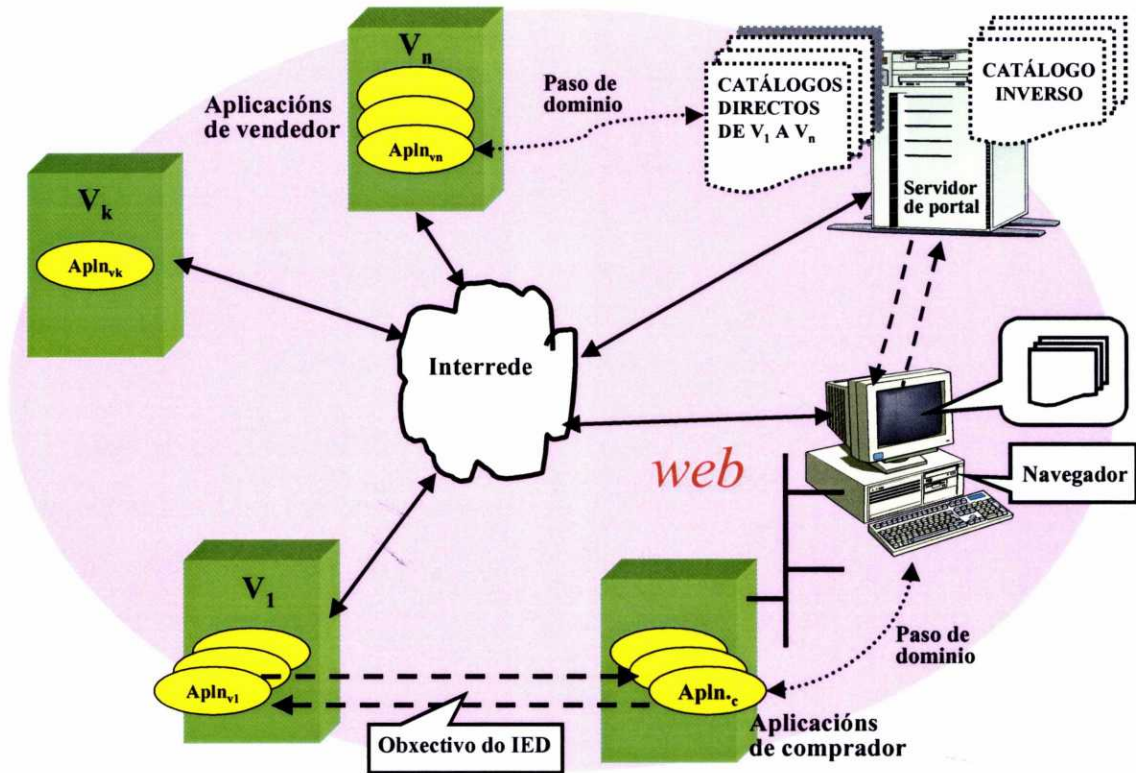 Vn
Aplicacións
de vendedor
Aplnvn
Paso de
dominio
CATÁLOGOS
DIRECTOS
DE V1 A Vn
CATÁLOGO
INVERSO
Servidor
de portal
Vk
Aplnvk
Interrede
web
Navegador
V1
Aplnv1
Obxectivo do IED
Apln.c
Aplicacións
de comprador
Paso de
dominio